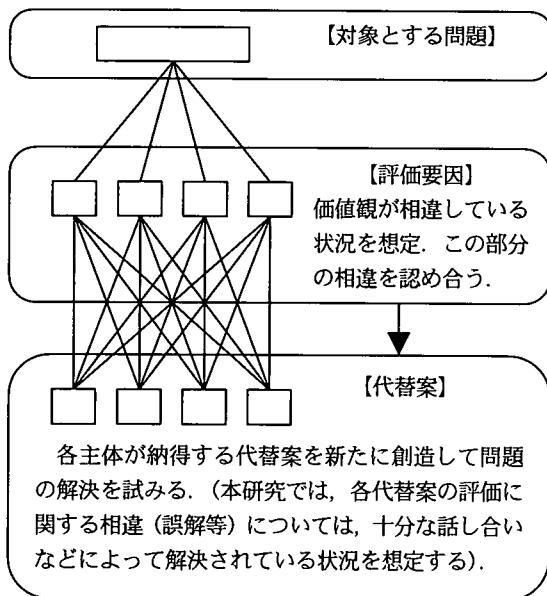 【対象とする問題】
【評価要因】
価値観が相違している
状況を想定．この部分
の相違を認め合う．
【代替案】
各主体が納得する代替案を新たに創造して問題
の解決を試みる．（本研究では，各代替案の評価に
関する相違（誤解等）については，十分な話し合い
などによって解決されている状況を想定する）．